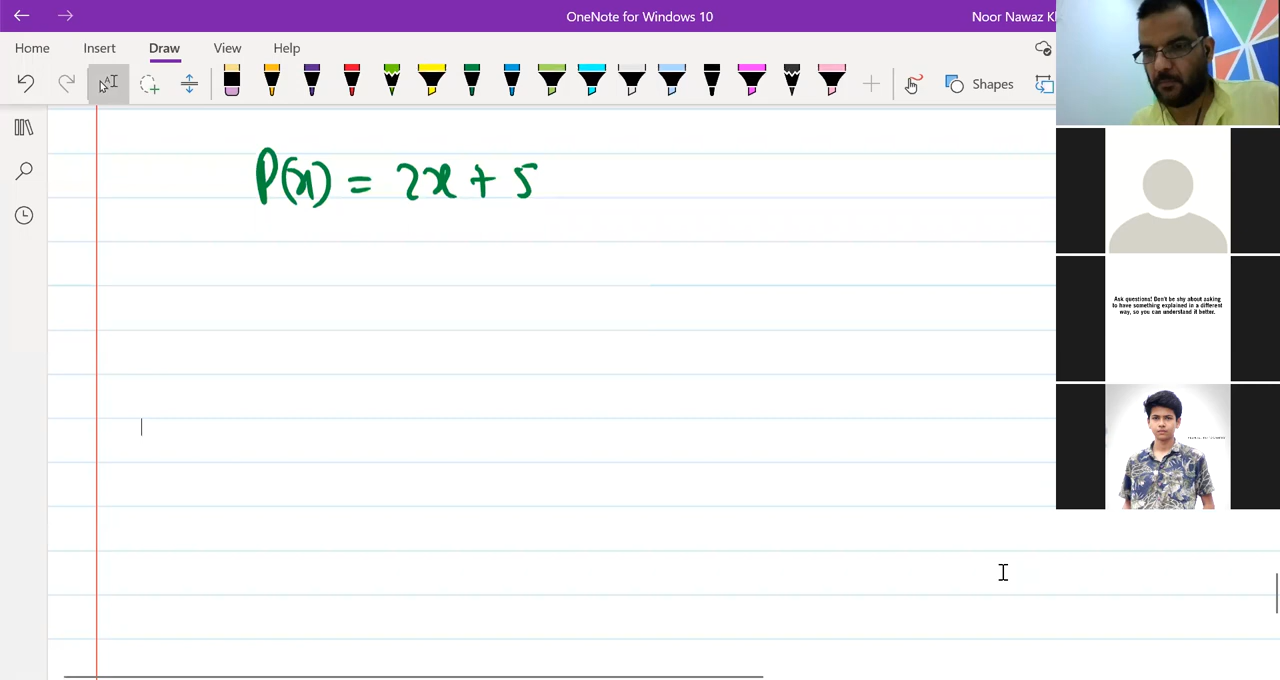 OneNote for Windows 10
Noor Nawaz K
Home Insert Draw View Help
Shapes
P(x) = 2x + 5
Ask questions! Don't be shy about asking
to have something explained in a different
way, so you can understand it better.